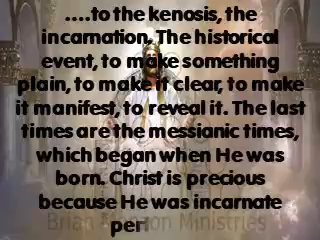 ....to the kenosis, the
incarnation. The historical
event, to make something
plain, to make it clear, to make
it manifest, to reveal it. The last
times are the messianic times,
which began when He was
born. Christ is precious
because He was incarnate
Brian Ministries